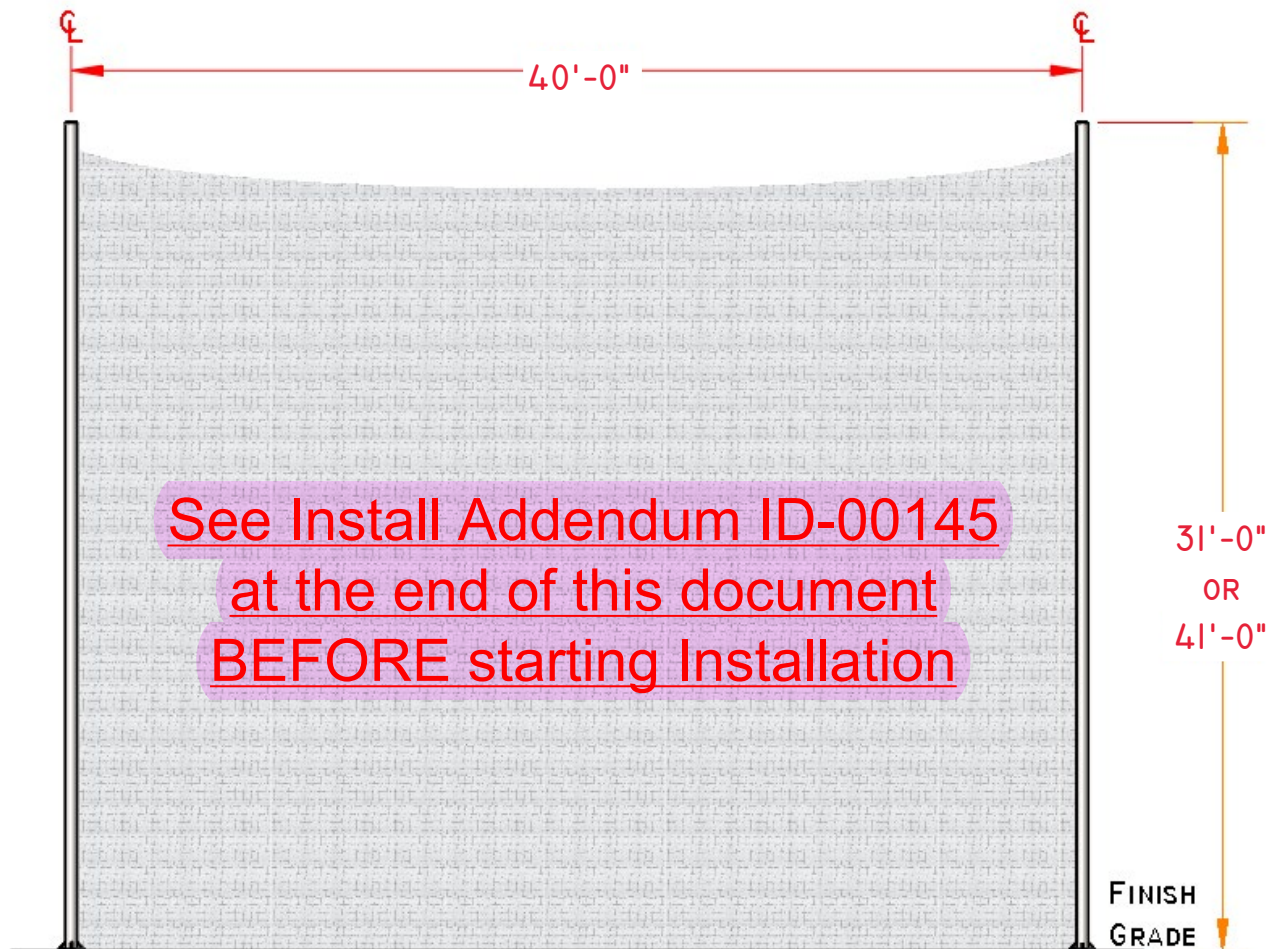 ℄ ℄
40'-0"
See Install Addendum ID-00145
at the end of this document
BEFORE starting Installation
31'-0"
OR
41'-0"
FINISH
GRADE